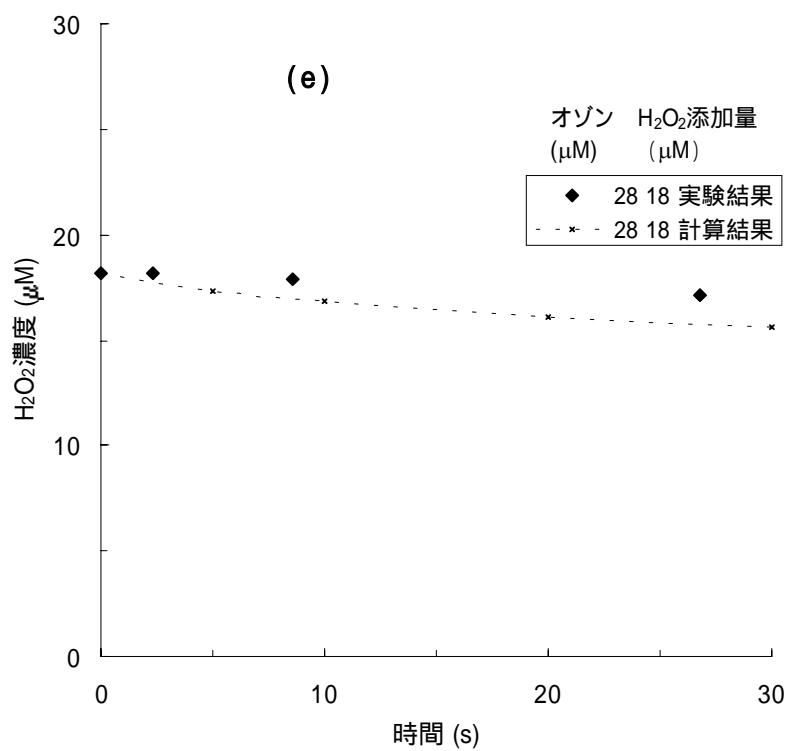 30
(e)
オゾン H₂O₂添加量
(μM) (μM)
28 18 実験結果
28 18 計算結果
20
H₂O₂濃度 (μM)
10
0
0 10 20 30
時間 (s)